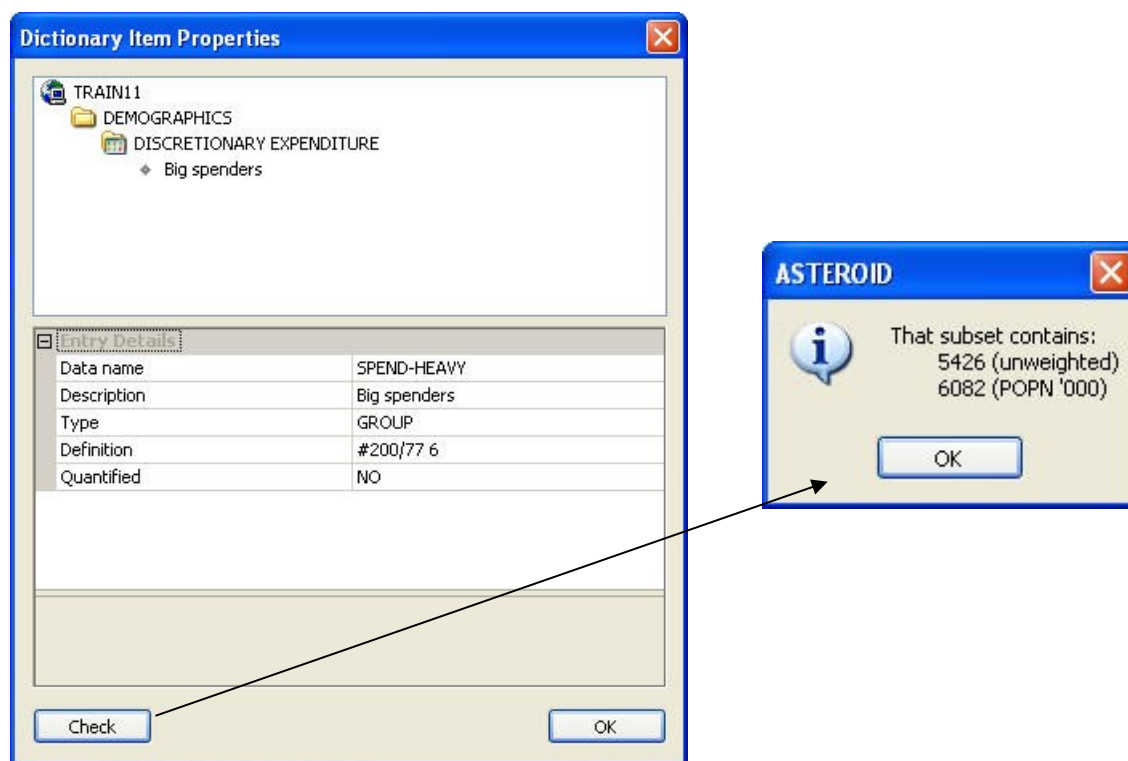 Dictionary Item Properties
TRAIN11
DEMOGRAPHICS
DISCRETIONARY EXPENDITURE
Big spenders
Entry Details
Data name SPEND-HEAVY
Description Big spenders
Type GROUP
Definition #200/77 6
Quantified NO
Check OK
ASTEROID
That subset contains:
5426 (unweighted)
6082 (POPN '000)
OK